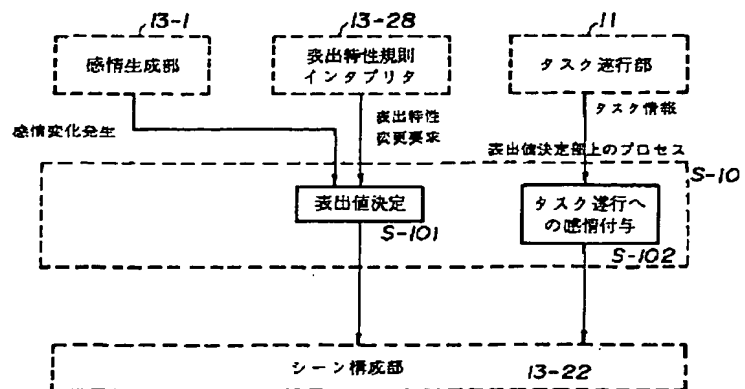 13-1
13-28
11
感情生成部
表出特性規則
インタプリタ
タスク遂行部
感情変化発生
表出特性
変更要求
タスク情報
表出値決定部上のプロセス
S-10
表出値決定
S-101
タスク遂行へ
の感情付与
S-102
シーン構成部
13-22